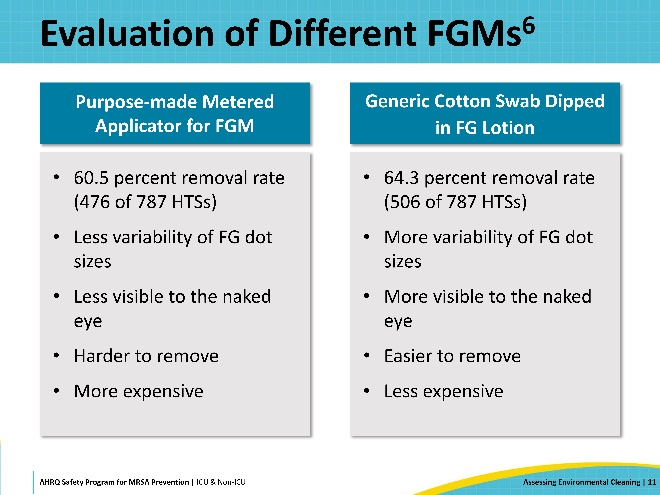 Evaluation of Different FGMs6
Purpose-made Metered
Applicator for FGM
• 60.5 percent removal rate
(476 of 787 HTSs)
• Less variability of FG dot
sizes
• Less visible to the naked
eye
• Harder to remove
• More expensive
Generic Cotton Swab Dipped
in FG Lotion
• 64.3 percent removal rate
(506 of 787 HTSs)
• More variability of FG dot
sizes
• More visible to the naked
eye
• Easier to remove
• Less expensive
AHRQ Safety Program for MRSA Prevention | ICU & Non-ICU
Assessing Environmental Cleaning | 11